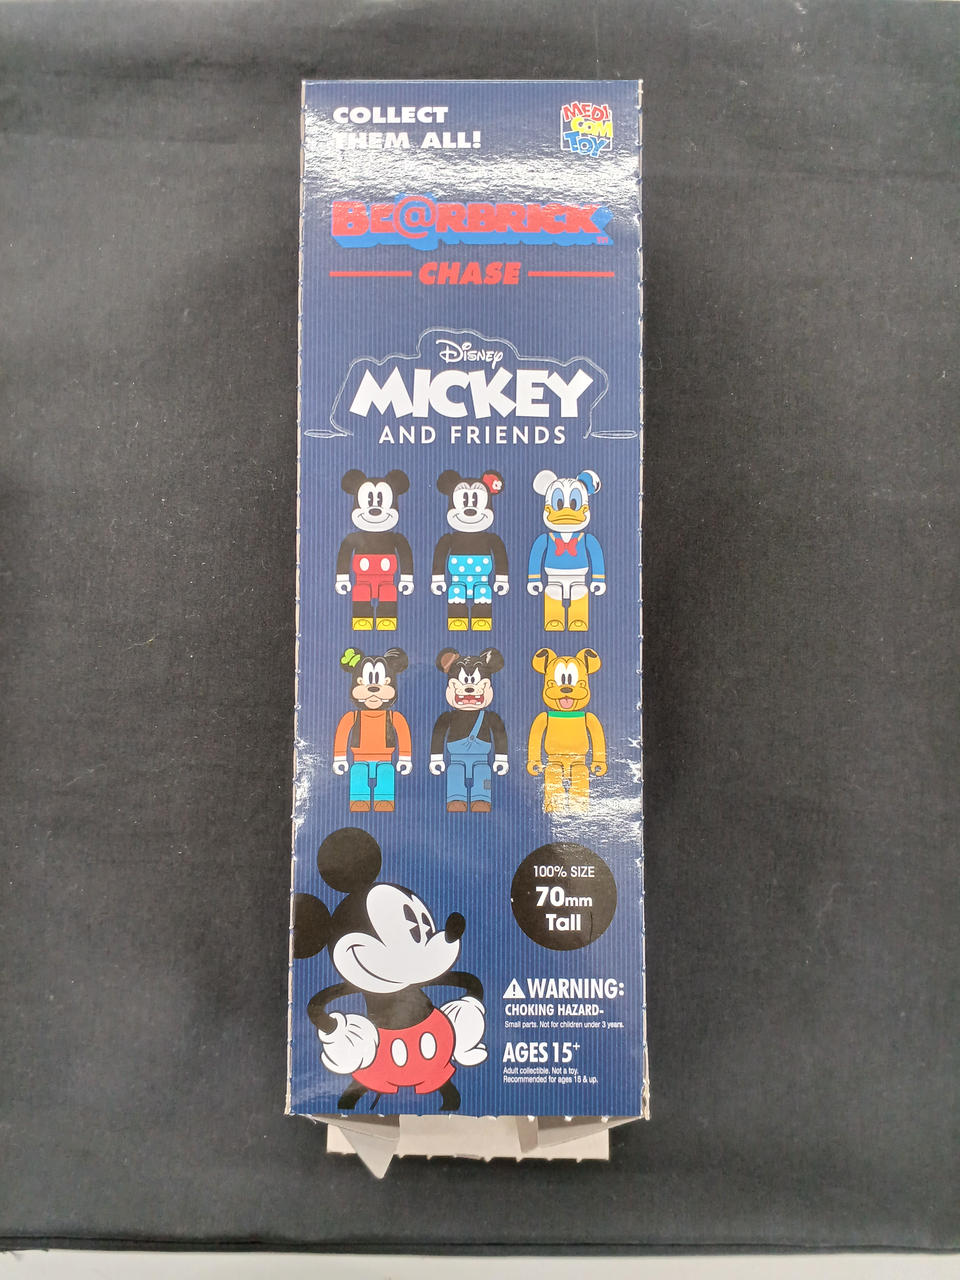 COLLECT
THEM ALL!
MEDI
COM
TOY
BE@RBRICK
CHASE
Disney
MICKEY
AND FRIENDS
100% SIZE
70mm
Tall
WARNING:
CHOKING HAZARD-
Small parts. Not for children under 3 years.
AGES 15+
Adult collectible. Not a toy.
Recommended for ages 15 & up.